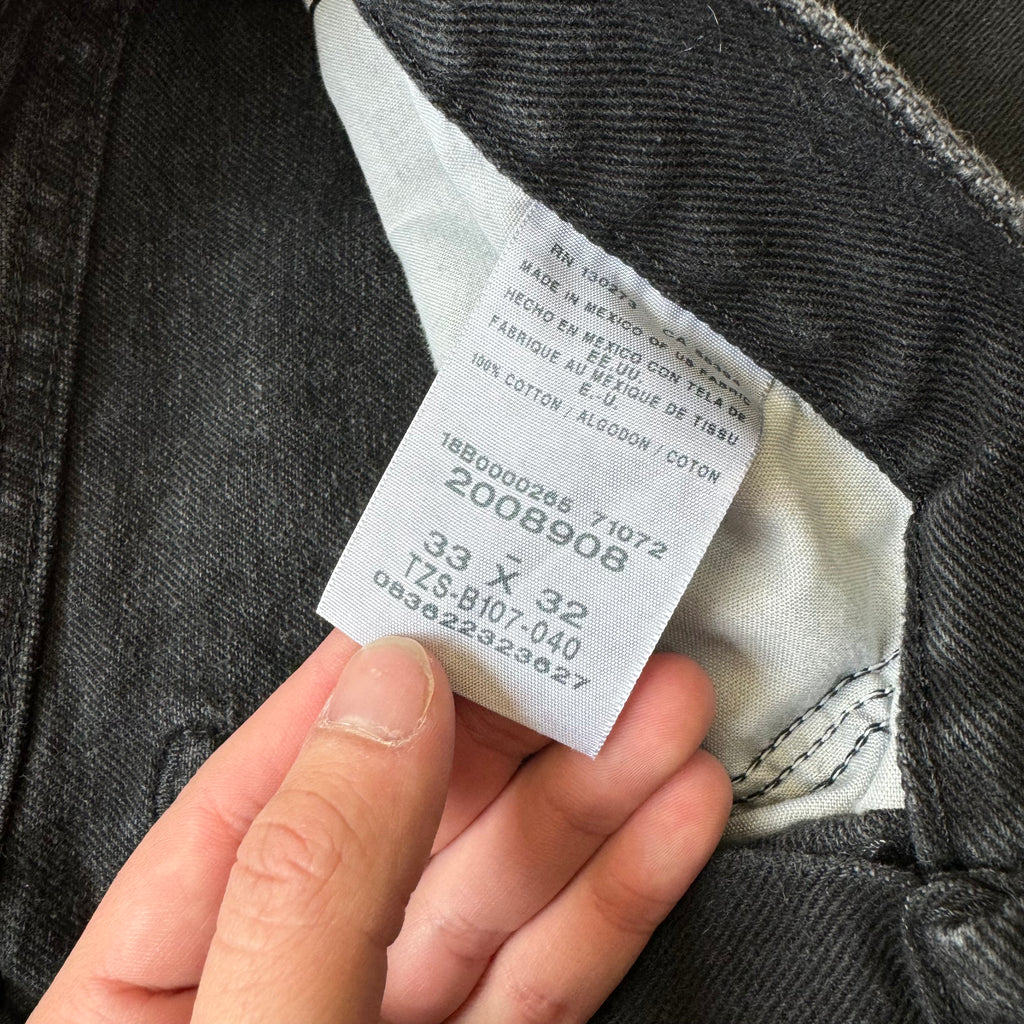 RN 130273 CA
MADE IN MEXICO OF US FABRIC
HECHO EN MEXICO CON TELA DE
EE.UU.
FABRIQUE AU MEXIQUE DE TISSU
E.-U.
100% COTTON / ALGODON / COTON
18B0000265 71072
2008908
33 X 32
TZS-B107-040
083622323627